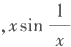 , x sin 1/x